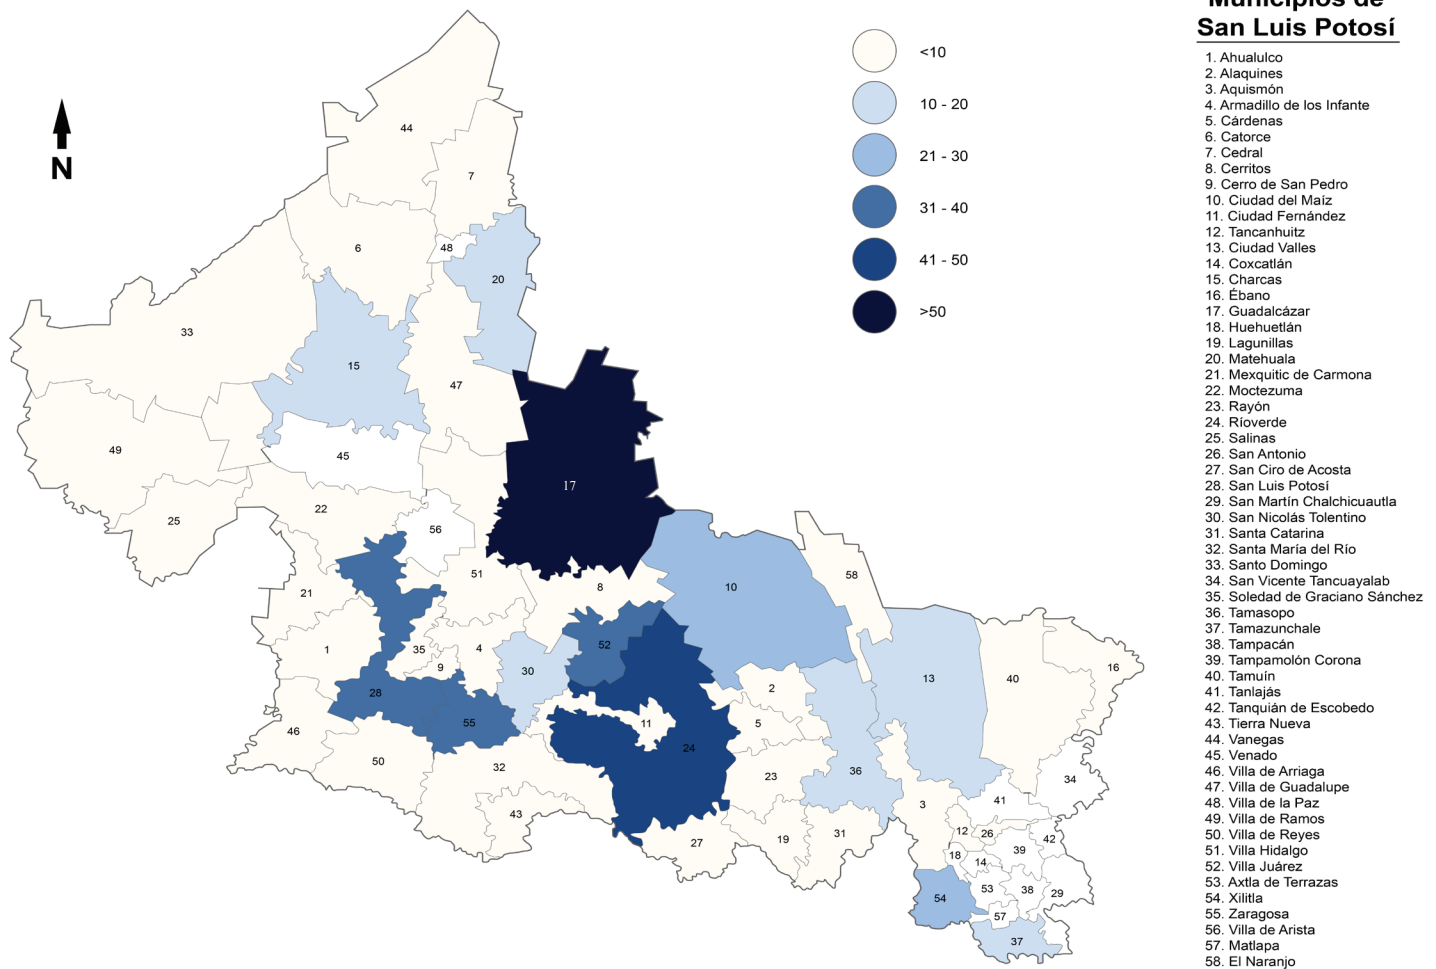 Municipios de
San Luis Potosí
<10
10 - 20
21 - 30
31 - 40
41 - 50
>50
N
1. Ahualulco
2. Alaquines
3. Aquismón
4. Armadillo de los Infante
5. Cárdenas
6. Catorce
7. Cedral
8. Cerritos
9. Cerro de San Pedro
10. Ciudad del Maíz
11. Ciudad Fernández
12. Tancanhuitz
13. Ciudad Valles
14. Coxcatlán
15. Charcas
16. Ébano
17. Guadalcázar
18. Huehuetlán
19. Lagunillas
20. Matehuala
21. Mexquitic de Carmona
22. Moctezuma
23. Rayón
24. Ríoverde
25. Salinas
26. San Antonio
27. San Ciro de Acosta
28. San Luis Potosí
29. San Martín Chalchicuautla
30. San Nicolás Tolentino
31. Santa Catarina
32. Santa María del Río
33. Santo Domingo
34. San Vicente Tancuayalab
35. Soledad de Graciano Sánchez
36. Tamasopo
37. Tamazunchale
38. Tampacán
39. Tampamolón Corona
40. Tamuín
41. Tanlajás
42. Tanquián de Escobedo
43. Tierra Nueva
44. Vanegas
45. Venado
46. Villa de Arriaga
47. Villa de Guadalupe
48. Villa de la Paz
49. Villa de Ramos
50. Villa de Reyes
51. Villa Hidalgo
52. Villa Juárez
53. Axtla de Terrazas
54. Xilitla
55. Zaragosa
56. Villa de Arista
57. Matlapa
58. El Naranjo
44
7
6
48
20
33
15
47
49
45
17
25
22
56
51
8
10
58
21
1
35
9
4
30
52
2
13
40
16
28
55
46
50
32
11
24
5
23
36
43
27
19
31
3
41
34
12
26
42
18
14
39
53
38
29
54
57
37